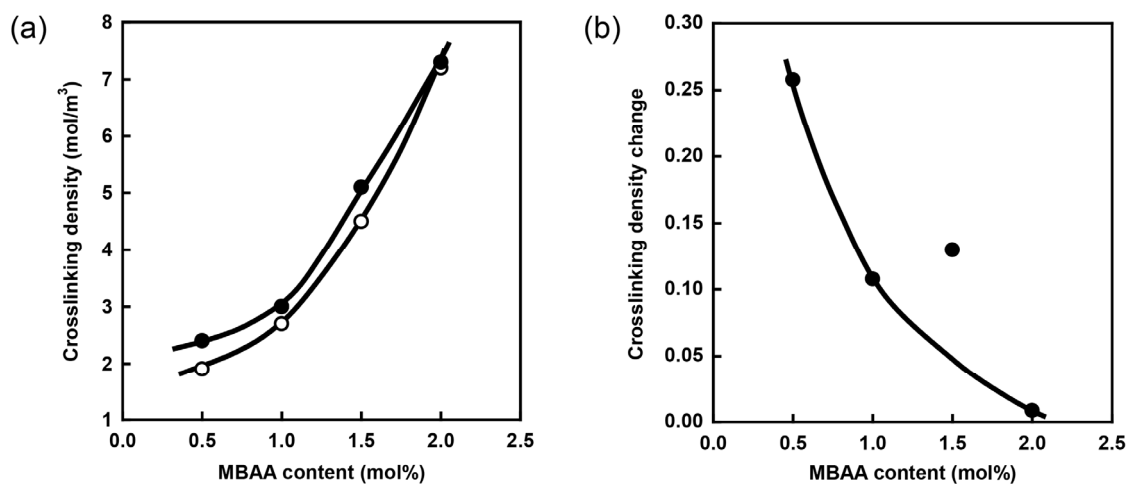 (a)
Crosslinking density (mol/m³)
8
7
6
5
4
3
2
1
0.0 0.5 1.0 1.5 2.0 2.5
MBAA content (mol%)
(b)
Crosslinking density change
0.30
0.25
0.20
0.15
0.10
0.05
0.00
0.0 0.5 1.0 1.5 2.0 2.5
MBAA content (mol%)